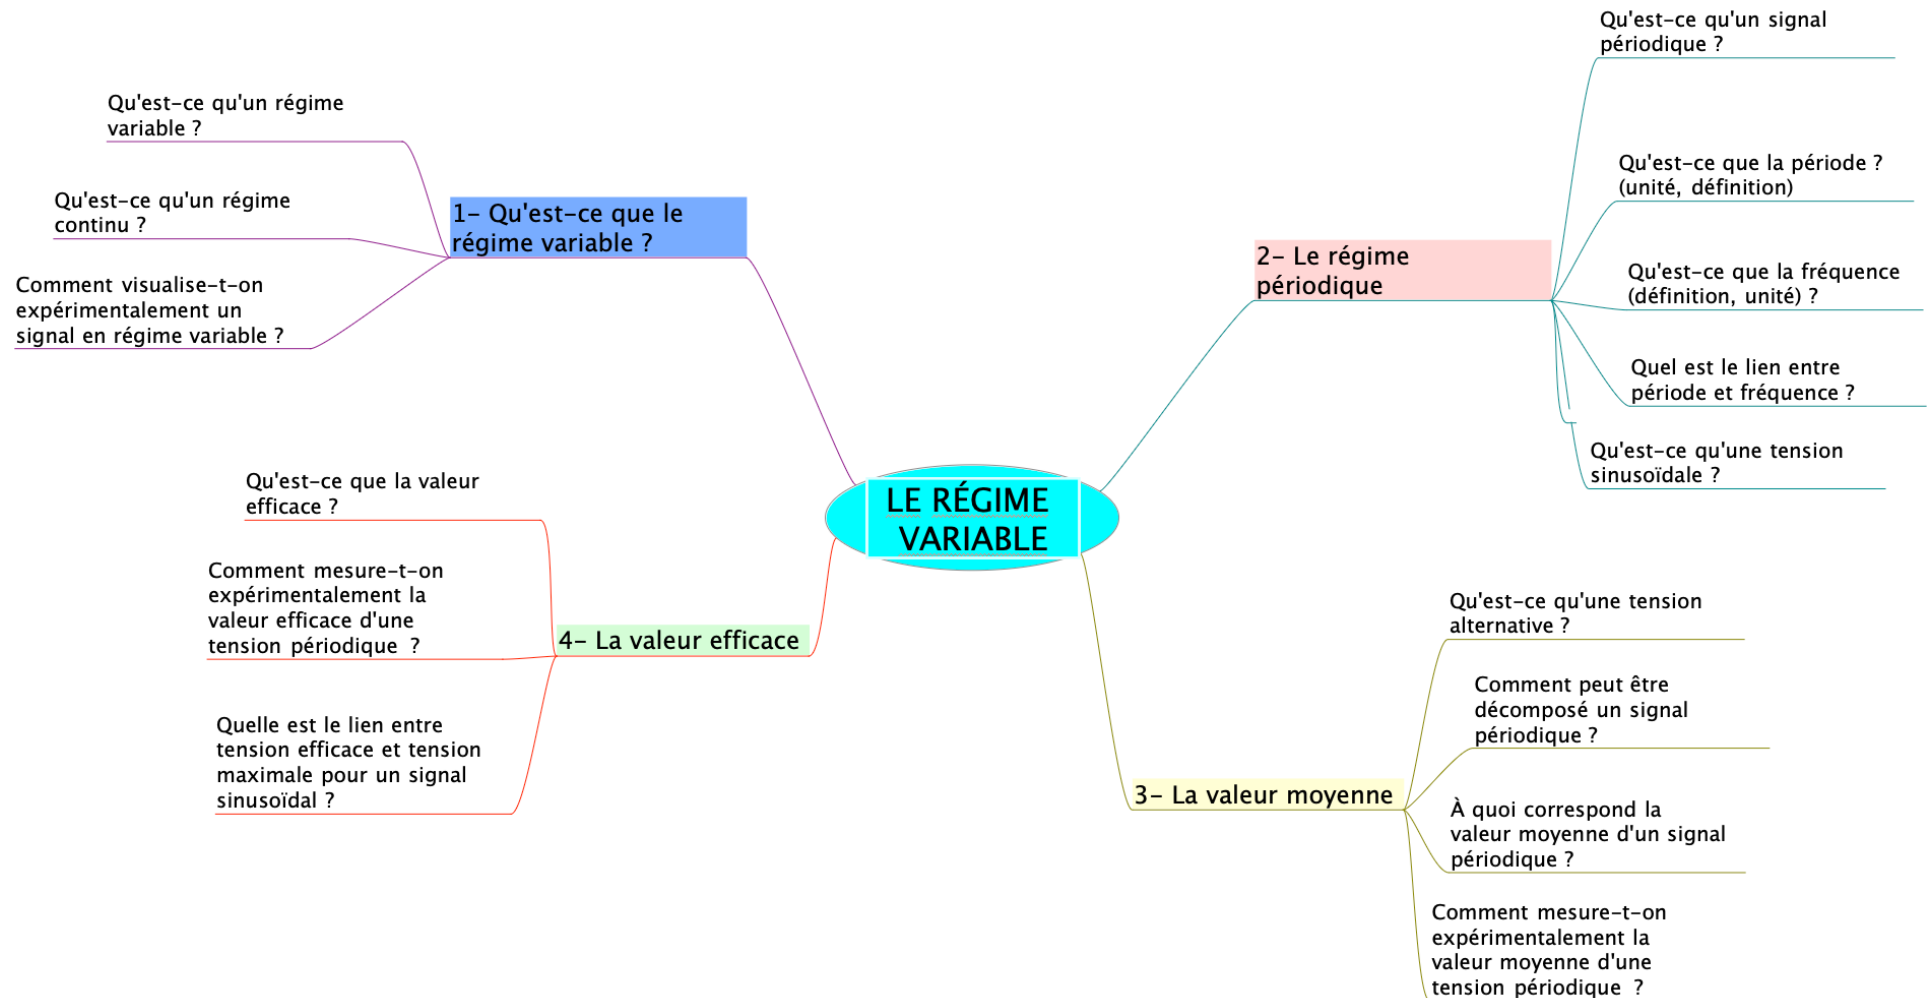 LE RÉGIME
VARIABLE
1- Qu'est-ce que le
régime variable ?
Qu'est-ce qu'un régime
variable ?
Qu'est-ce qu'un régime
continu ?
Comment visualise-t-on
expérimentalement un
signal en régime variable ?
2- Le régime
périodique
Qu'est-ce qu'un signal
périodique ?
Qu'est-ce que la période ?
(unité, définition)
Qu'est-ce que la fréquence
(définition, unité) ?
Quel est le lien entre
période et fréquence ?
Qu'est-ce qu'une tension
sinusoïdale ?
3- La valeur moyenne
Qu'est-ce qu'une tension
alternative ?
Comment peut être
décomposé un signal
périodique ?
À quoi correspond la
valeur moyenne d'un signal
périodique ?
Comment mesure-t-on
expérimentalement la
valeur moyenne d'une
tension périodique ?
4- La valeur efficace
Qu'est-ce que la valeur
efficace ?
Comment mesure-t-on
expérimentalement la
valeur efficace d'une
tension périodique ?
Quelle est le lien entre
tension efficace et tension
maximale pour un signal
sinusoïdal ?